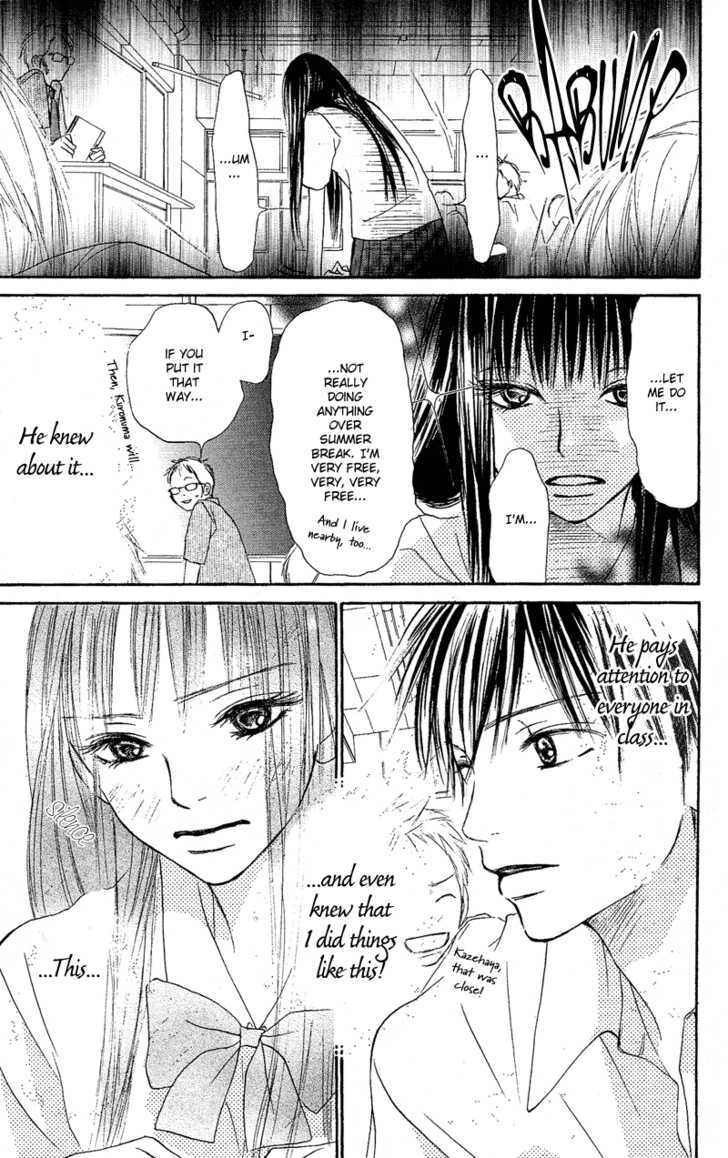 BABUMP
...
...UM
...
...LET
ME DO
IT...
I'M...
...NOT
REALLY
DOING
ANYTHING
OVER
SUMMER
BREAK. I'M
VERY FREE,
VERY, VERY
FREE...
And I live
nearby, too...
I-
IF YOU
PUT IT
THAT
WAY...
Then, Kuronuma will
He knew
about it...
He pays
attention to
everyone in
class...
...and even
knew that
I did things
like this!
Kazehaya,
that was
close!
stare
...This...